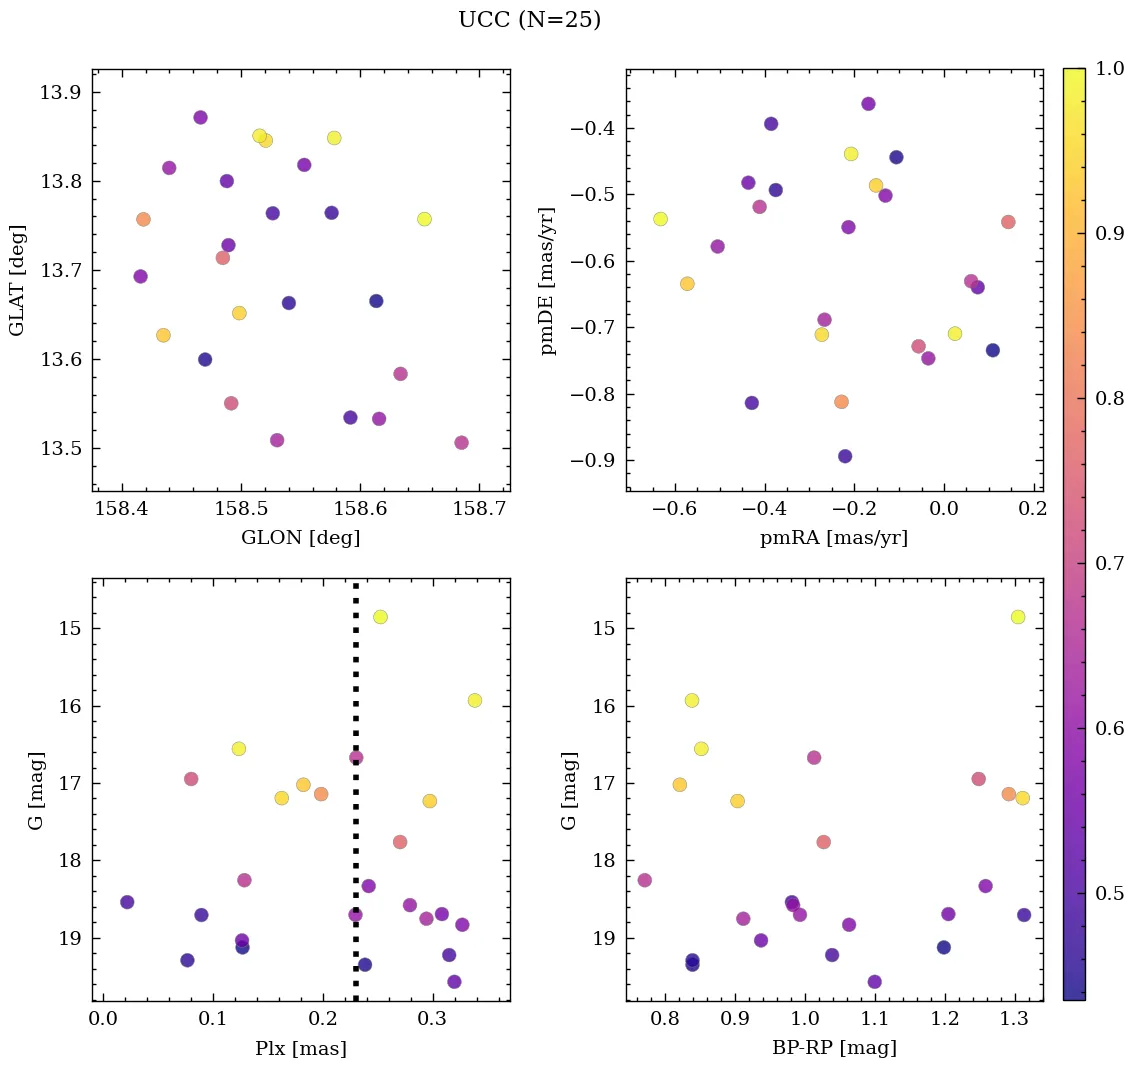 UCC (N=25)
13.9
13.8
13.7
13.6
13.5
GLAT [deg]
158.4 158.5 158.6 158.7
GLON [deg]
−0.4
−0.5
−0.6
−0.7
−0.8
−0.9
pmDE [mas/yr]
−0.6 −0.4 −0.2 0.0 0.2
pmRA [mas/yr]
15
16
17
18
19
G [mag]
0.0 0.1 0.2 0.3
Plx [mas]
15
16
17
18
19
G [mag]
0.8 0.9 1.0 1.1 1.2 1.3
BP-RP [mag]
1.0
0.9
0.8
0.7
0.6
0.5